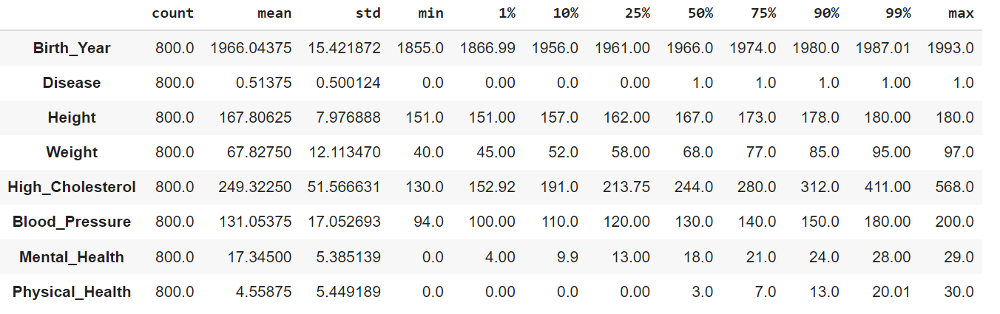 count mean std min 1% 10% 25% 50% 75% 90% 99% max
Birth_Year 800.0 1966.04375 15.421872 1855.0 1866.99 1956.0 1961.00 1966.0 1974.0 1980.0 1987.01 1993.0
Disease 800.0 0.51375 0.500124 0.0 0.00 0.0 0.00 1.0 1.0 1.0 1.00 1.0
Height 800.0 167.80625 7.976888 151.0 151.00 157.0 162.00 167.0 173.0 178.0 180.00 180.0
Weight 800.0 67.82750 12.113470 40.0 45.00 52.0 58.00 68.0 77.0 85.0 95.00 97.0
High_Cholesterol 800.0 249.32250 51.566631 130.0 152.92 191.0 213.75 244.0 280.0 312.0 411.00 568.0
Blood_Pressure 800.0 131.05375 17.052693 94.0 100.00 110.0 120.00 130.0 140.0 150.0 180.00 200.0
Mental_Health 800.0 17.34500 5.385139 0.0 4.00 9.9 13.00 18.0 21.0 24.0 28.00 29.0
Physical_Health 800.0 4.55875 5.449189 0.0 0.00 0.0 0.00 3.0 7.0 13.0 20.01 30.0